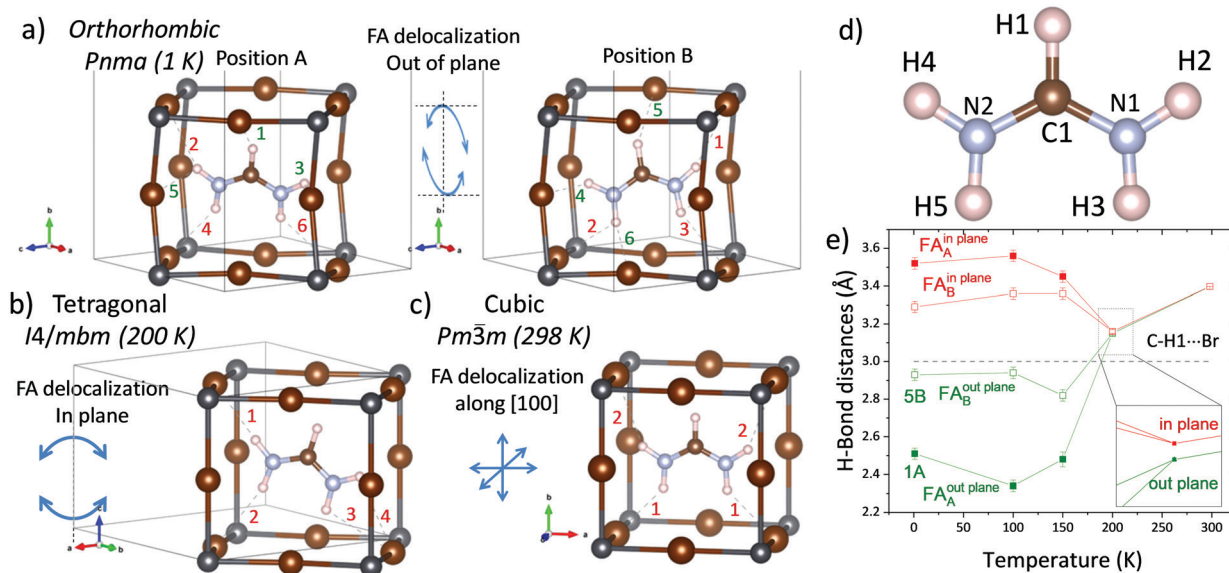 a)
Orthorhombic
Pnma (1 K)
Position A
FA delocalization
Out of plane
Position B
2
1
3
5
4
6
5
1
4
2
6
3
c
b
a
c
b
a
b)
Tetragonal
I4/mbm (200 K)
FA delocalization
In plane
1
2
3
4
a
c
b
c)
Cubic
Pm3̅m (298 K)
FA delocalization
along [100]
2
2
1
1
b
a
d)
H1
H4
H2
N2
N1
C1
H5
H3
e)
H-Bond distances (Å)
3.6
3.4
3.2
3.0
2.8
2.6
2.4
2.2
FA_A^in plane
FA_B^in plane
C-H1···Br
5B FA_B^out plane
1A
FA_A^out plane
in plane
out plane
0 50 100 150 200 250 300
Temperature (K)